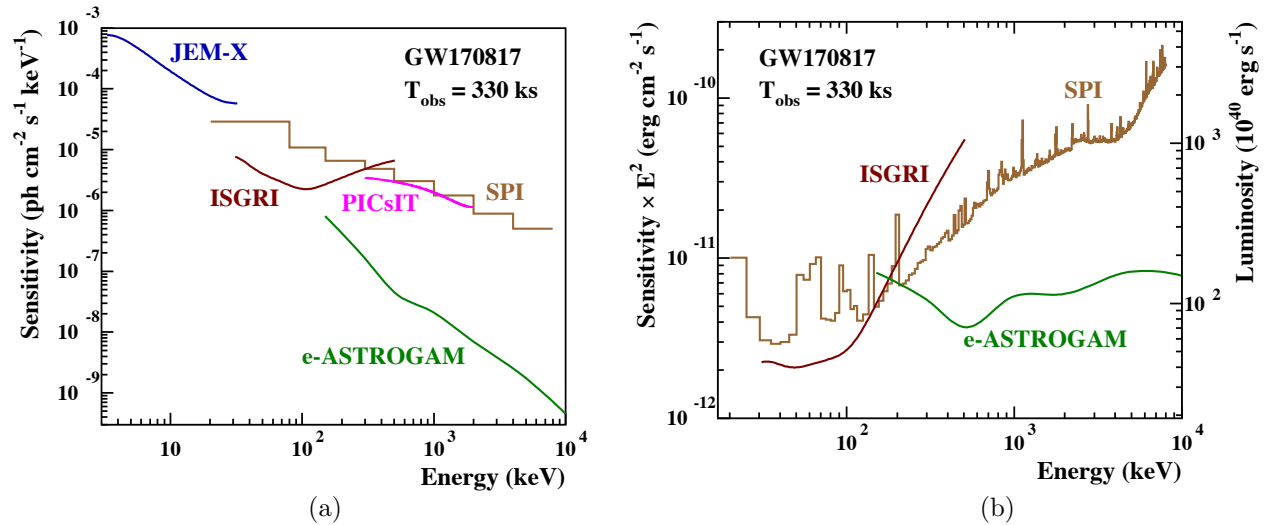 Sensitivity (ph cm-2 s-1 keV-1)
10-3
10-4
10-5
10-6
10-7
10-8
10-9
JEM-X
GW170817
Tobs = 330 ks
ISGRI
PICsIT
SPI
e-ASTROGAM
10
10^2
10^3
10^4
Energy (keV)
(a)
Sensitivity × E2 (erg cm-2 s-1)
10-10
10-11
10-12
GW170817
Tobs = 330 ks
SPI
ISGRI
e-ASTROGAM
10^3
10^2
Luminosity (10^40 erg s-1)
10^2
10^3
10^4
Energy (keV)
(b)